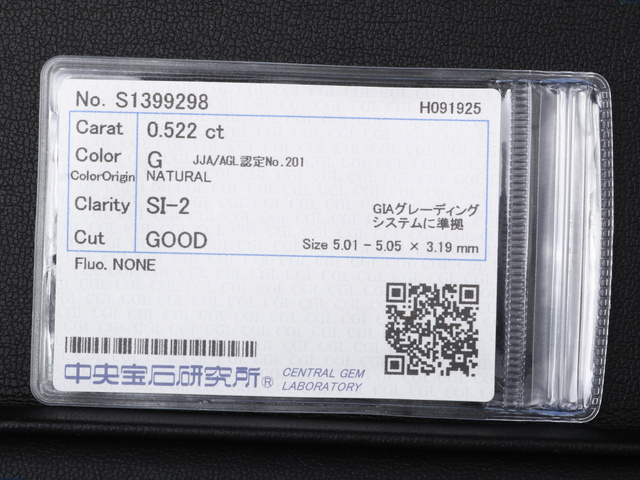 No. S1399298
H091925
Carat 0.522 ct
Color G JJA/AGL認定No.201
ColorOrigin NATURAL
Clarity SI-2
GIAグレーディング
システムに準拠
Cut GOOD
Size 5.01 - 5.05 × 3.19 mm
Fluo. NONE
中央宝石研究所® CENTRAL GEM
LABORATORY